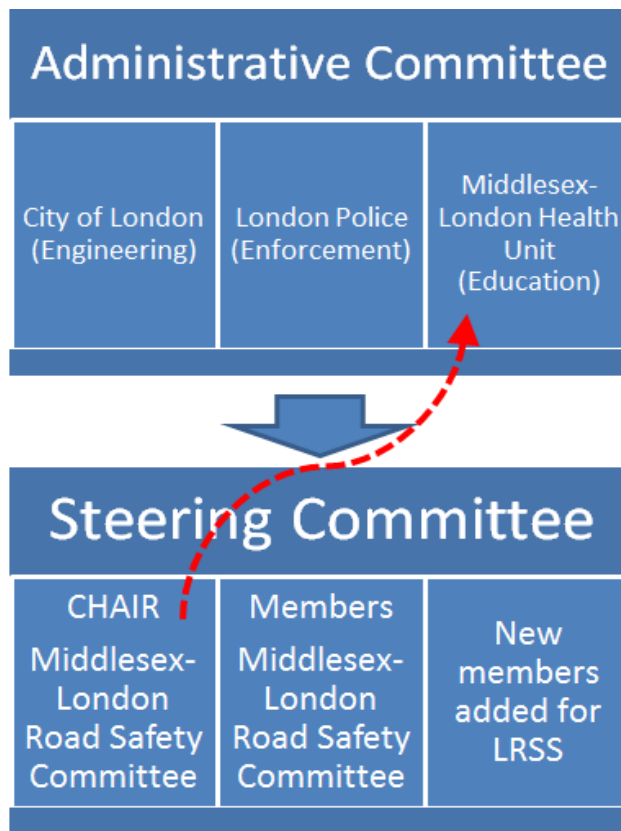 Administrative Committee
City of London
(Engineering)
London Police
(Enforcement)
Middlesex-
London Health
Unit
(Education)
Steering Committee
CHAIR
Middlesex-
London
Road Safety
Committee
Members
Middlesex-
London
Road Safety
Committee
New
members
added for
LRSS